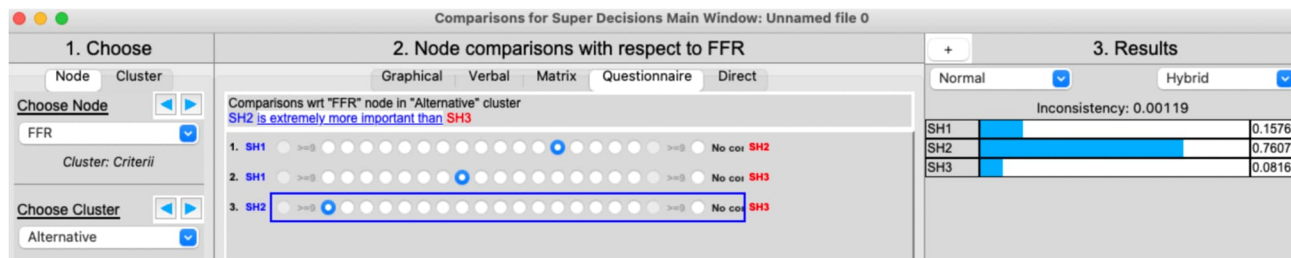 Comparisons for Super Decisions Main Window: Unnamed file 0
1. Choose
Node Cluster
Choose Node
FFR
Cluster: Criterii
Choose Cluster
Alternative
2. Node comparisons with respect to FFR
Graphical Verbal Matrix Questionnaire Direct
Comparisons wrt "FFR" node in "Alternative" cluster
SH2 is extremely more important than SH3
1. SH1 >=9 >=9 No cor SH2
2. SH1 >=9 >=9 No cor SH3
3. SH2 >=9 >=9 No cor SH3
+ 3. Results
Normal Hybrid
Inconsistency: 0.00119
SH1 0.1576
SH2 0.7607
SH3 0.0816